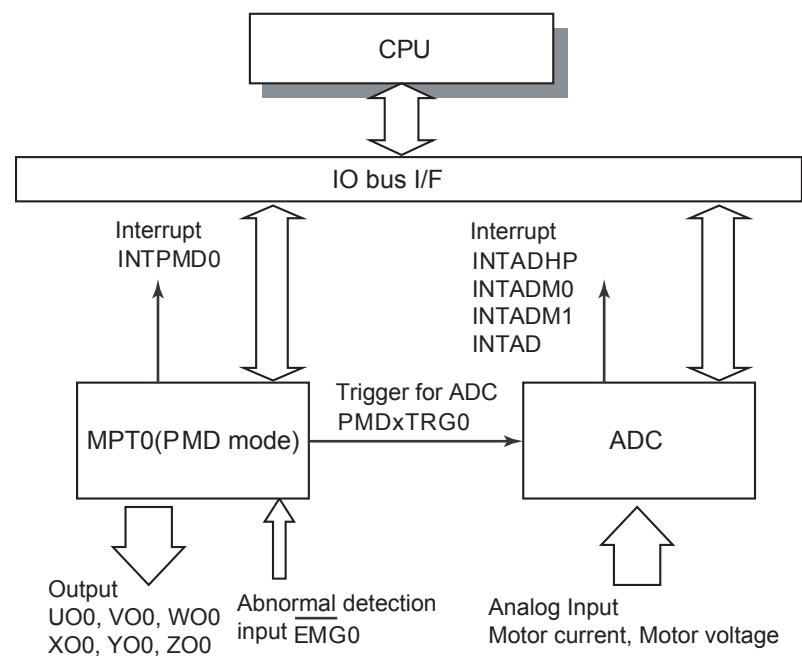 CPU
IO bus I/F
Interrupt
INTPMD0
Interrupt
INTADHP
INTADM0
INTADM1
INTAD
Trigger for ADC
PMDxTRG0
MPT0(PMD mode)
ADC
Output
UO0, VO0, WO0
XO0, YO0, ZO0
Abnormal detection
input E̅M̅G̅0̅
Analog Input
Motor current, Motor voltage